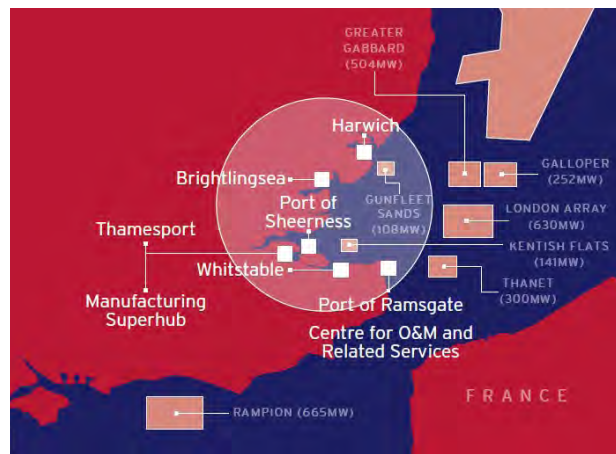 GREATER
GABBARD
(504MW)
Harwich
Brightlingsea
GALLOPER
(252MW)
GUNFLEET
SANDS
(108MW)
Port of
Sheerness
LONDON ARRAY
(630MW)
Thamesport
KENTISH FLATS
(141MW)
Whitstable
THANET
(300MW)
Manufacturing
Superhub
Port of Ramsgate
Centre for O&M and
Related Services
FRANCE
RAMPION (665MW)